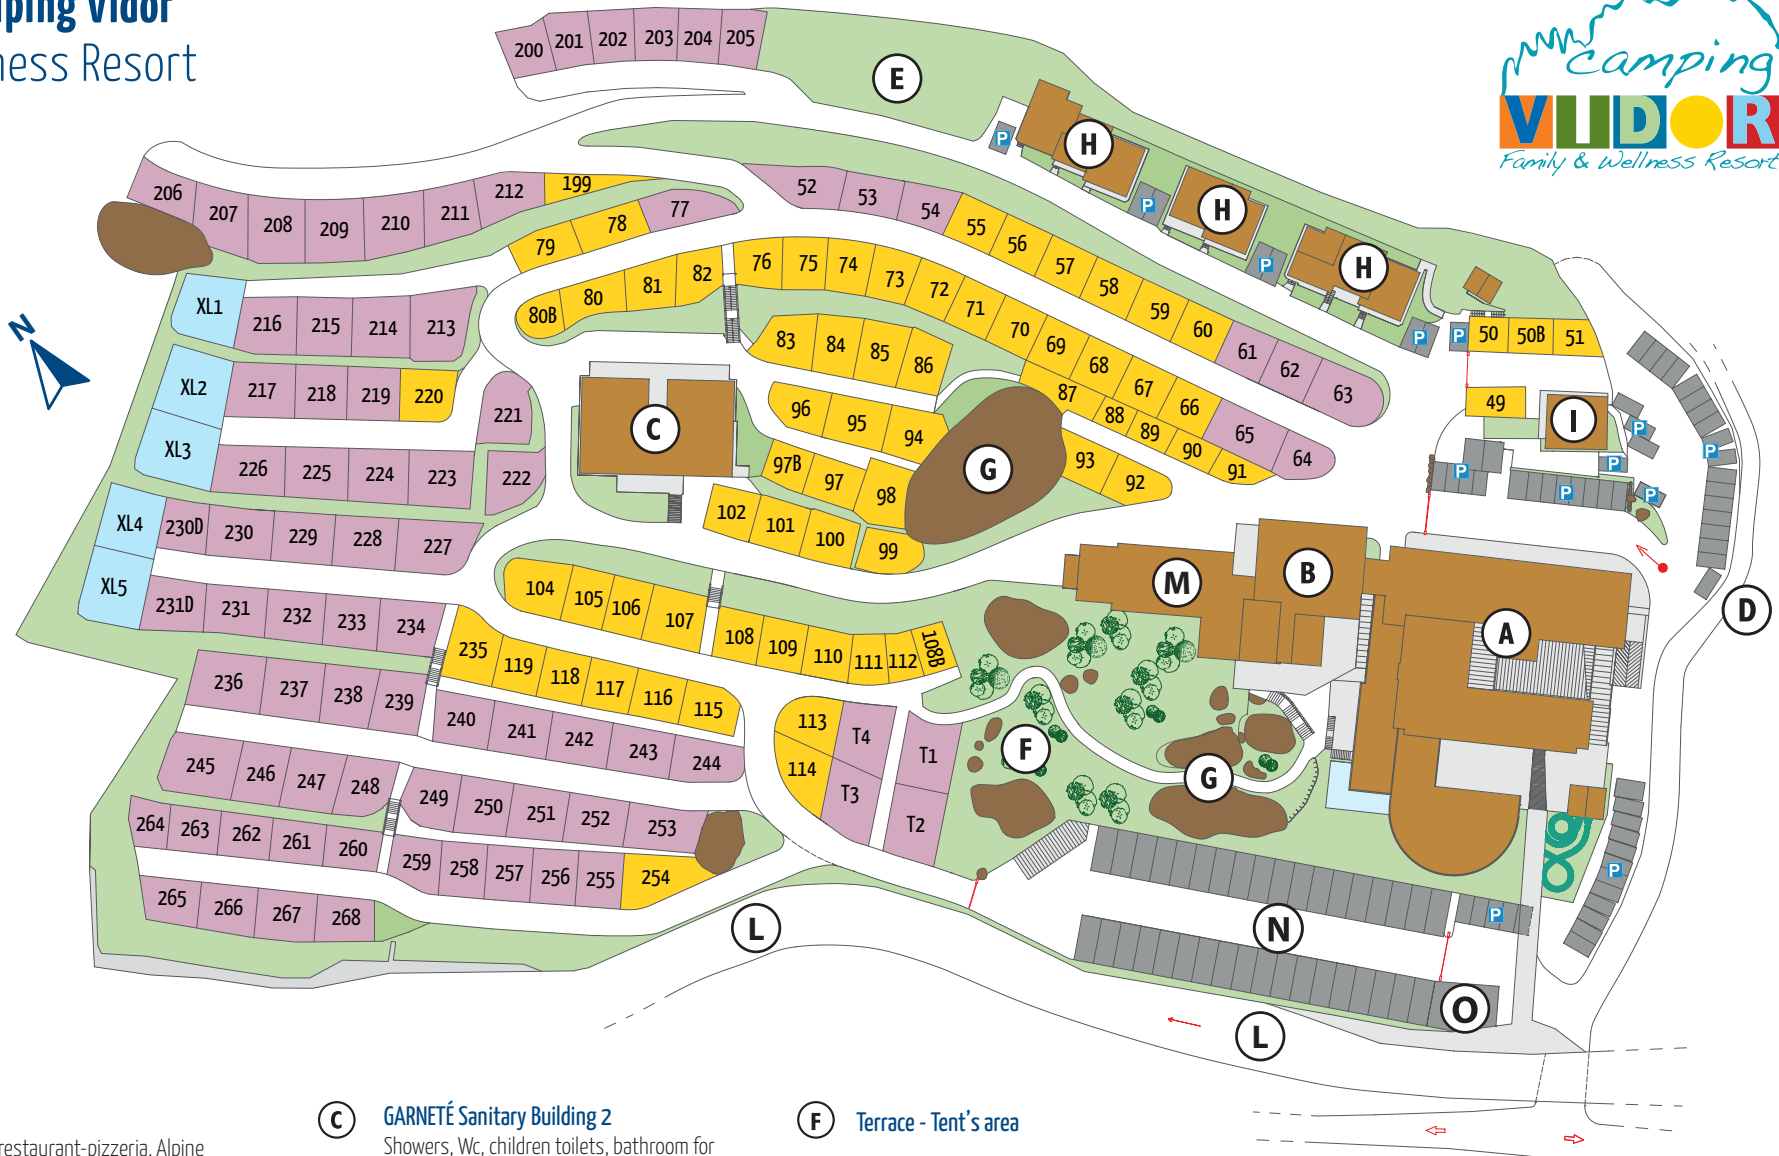 ping Vidor
ness Resort
camping
VIDOR
Family & Wellness Resort
N
200 201 202 203 204 205
E
H
H
H
P
P
P
P
P
206 207 208 209 210 211 212 199
79 78 77
52 53 54 55 56 57 58 59 60 61 62 63
80B 80 81 82
76 75 74 73 72 71 70 69 68 67 66 65 64
50 50B 51
49
I
P
P
P
P
P
P
P
XL1 216 215 214 213
XL2 217 218 219 220
221
XL3 226 225 224 223
222
XL4 230D 230 229 228 227
XL5 231D 231 232 233 234
C
83 84 85 86
96 95 94
97B 97 98
102 101 100 99
87 88 89 90 91
93 92
G
104 105 106 107
108 109 110 111 112 108B
235 119 118 117 116 115
236 237 238 239
240 241 242 243 244
245 246 247 248
249 250 251 252 253
264 263 262 261 260
259 258 257 256 255 254
265 266 267 268
113 114
T4 T3
T1 T2
M
B
A
D
F
G
P
P
N
O
L
L
C
GARNETÉ Sanitary Building 2
Showers, Wc, children toilets, bathroom for
F
Terrace - Tent's area
restaurant-pizzeria, Alpine